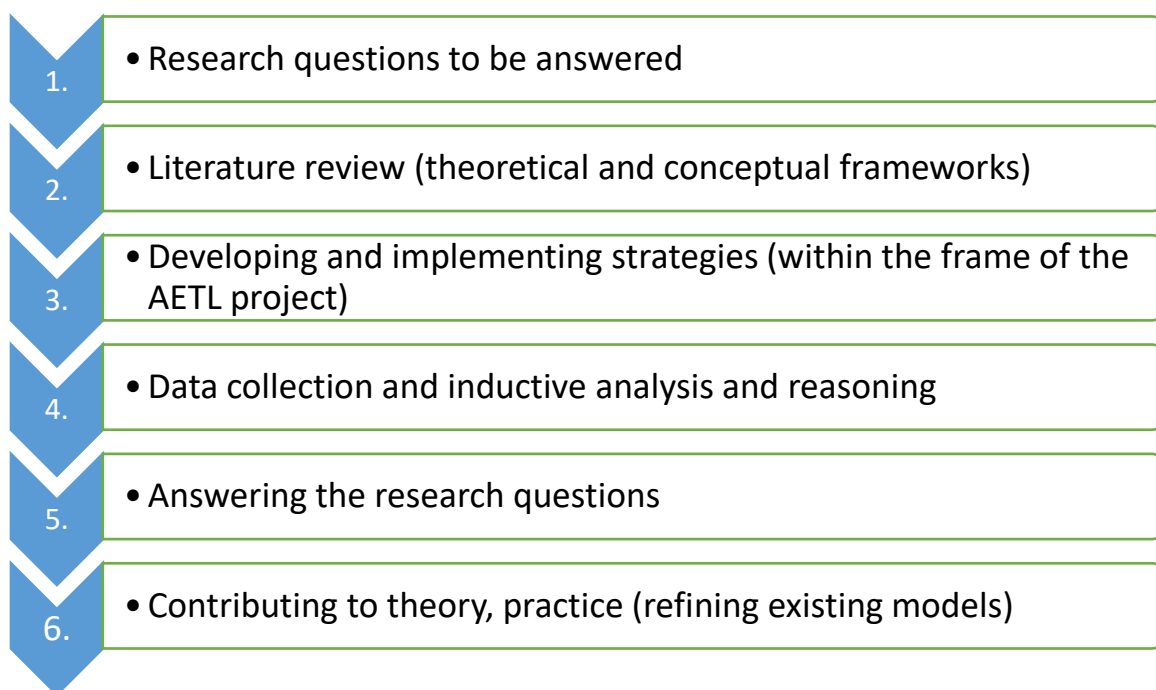 1.
• Research questions to be answered
2.
• Literature review (theoretical and conceptual frameworks)
3.
• Developing and implementing strategies (within the frame of the
AETL project)
4.
• Data collection and inductive analysis and reasoning
5.
• Answering the research questions
6.
• Contributing to theory, practice (refining existing models)